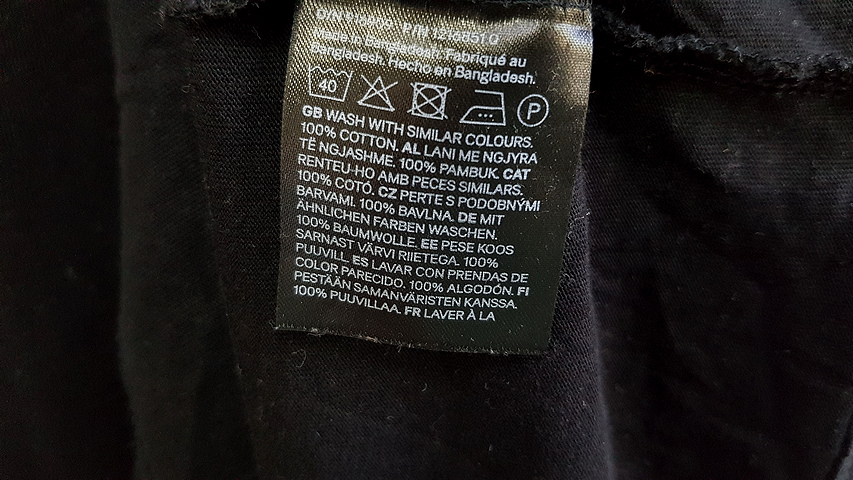 Made in Bangladesh. Fabriqué au
Bangladesh. Hecho en Bangladesh.
40 P
GB WASH WITH SIMILAR COLOURS.
100% COTTON. AL LANI ME NGJYRA
TË NGJASHME. 100% PAMBUK. CAT
RENTEU-HO AMB PECES SIMILARS.
100% COTÓ. CZ PERTE S PODOBNÝMI
BARVAMI. 100% BAVLNA. DE MIT
ÄHNLICHEN FARBEN WASCHEN.
100% BAUMWOLLE. EE PESE KOOS
SARNAST VÄRVI RIIETEGA. 100%
PUUVILL. ES LAVAR CON PRENDAS DE
COLOR PARECIDO. 100% ALGODÓN. FI
PESTÄÄN SAMANVÄRISTEN KANSSA.
100% PUUVILLAA. FR LAVER À LA